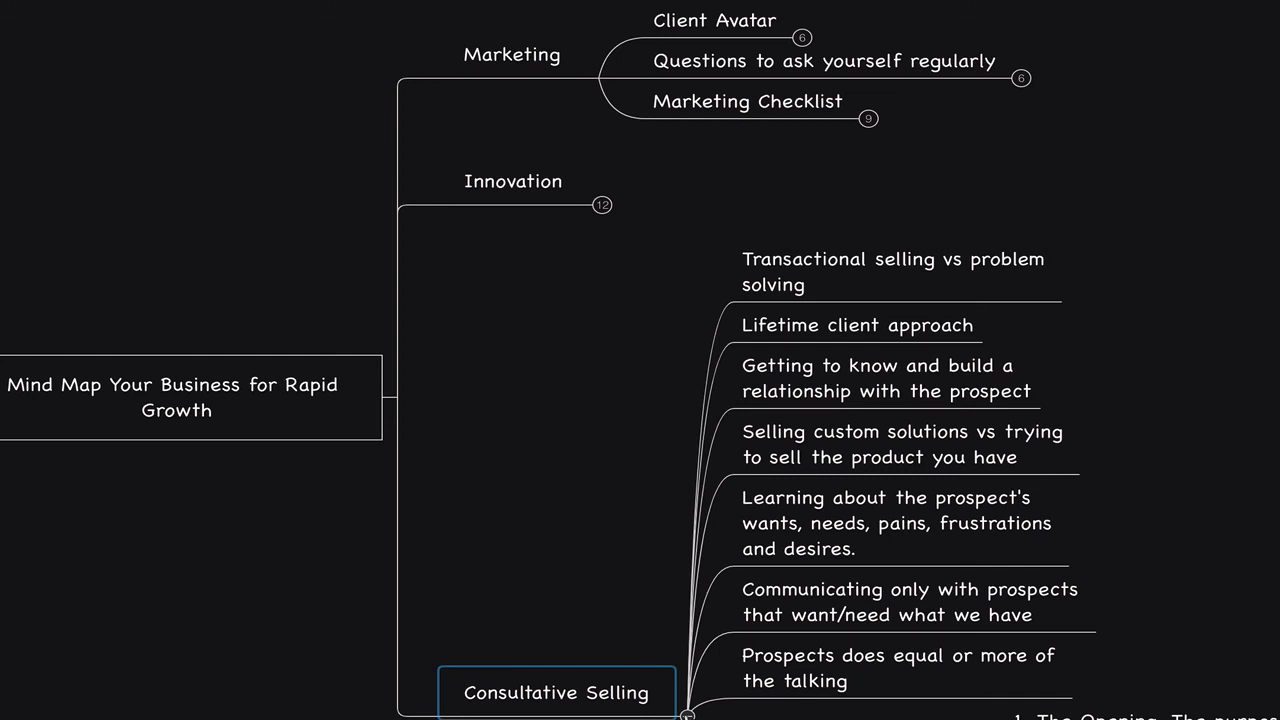 Client Avatar
6
Marketing
Questions to ask yourself regularly
6
Marketing Checklist
9
Innovation
12
Transactional selling vs problem
solving
Lifetime client approach
Getting to know and build a
relationship with the prospect
Mind Map Your Business for Rapid
Growth
Selling custom solutions vs trying
to sell the product you have
Learning about the prospect's
wants, needs, pains, frustrations
and desires.
Communicating only with prospects
that want/need what we have
Prospects does equal or more of
the talking
Consultative Selling
1. The Opening. The